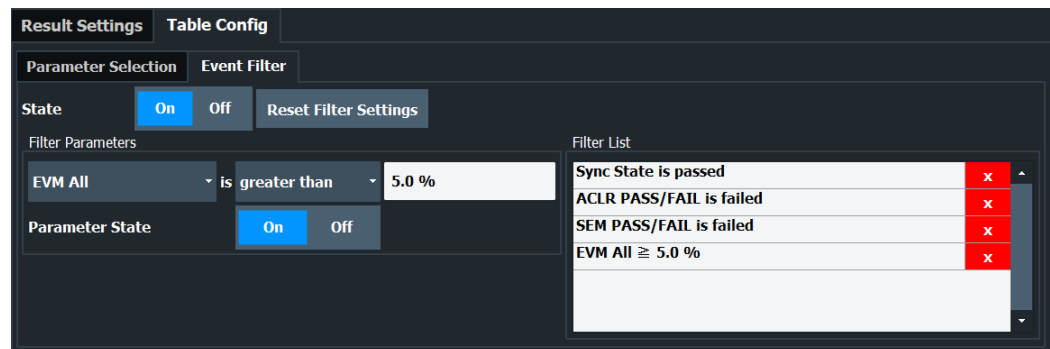 Result Settings Table Config
Parameter Selection Event Filter
State On Off Reset Filter Settings
Filter Parameters
EVM All is greater than 5.0 %
Parameter State On Off
Filter List
Sync State is passed x
ACLR PASS/FAIL is failed x
SEM PASS/FAIL is failed x
EVM All ≧ 5.0 % x